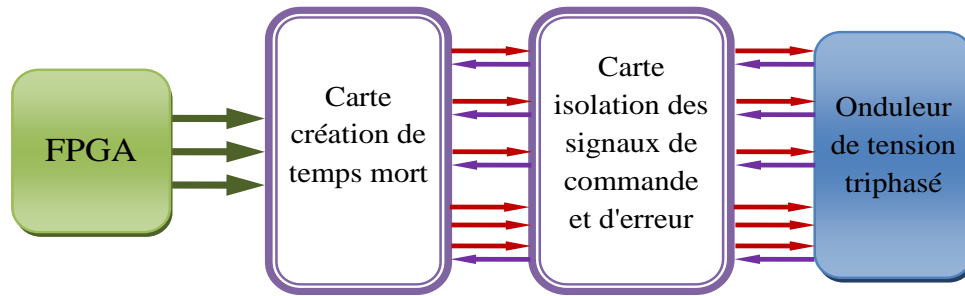 FPGA
Carte
création de
temps mort
Carte
isolation des
signaux de
commande
et d'erreur
Onduleur
de tension
triphasé